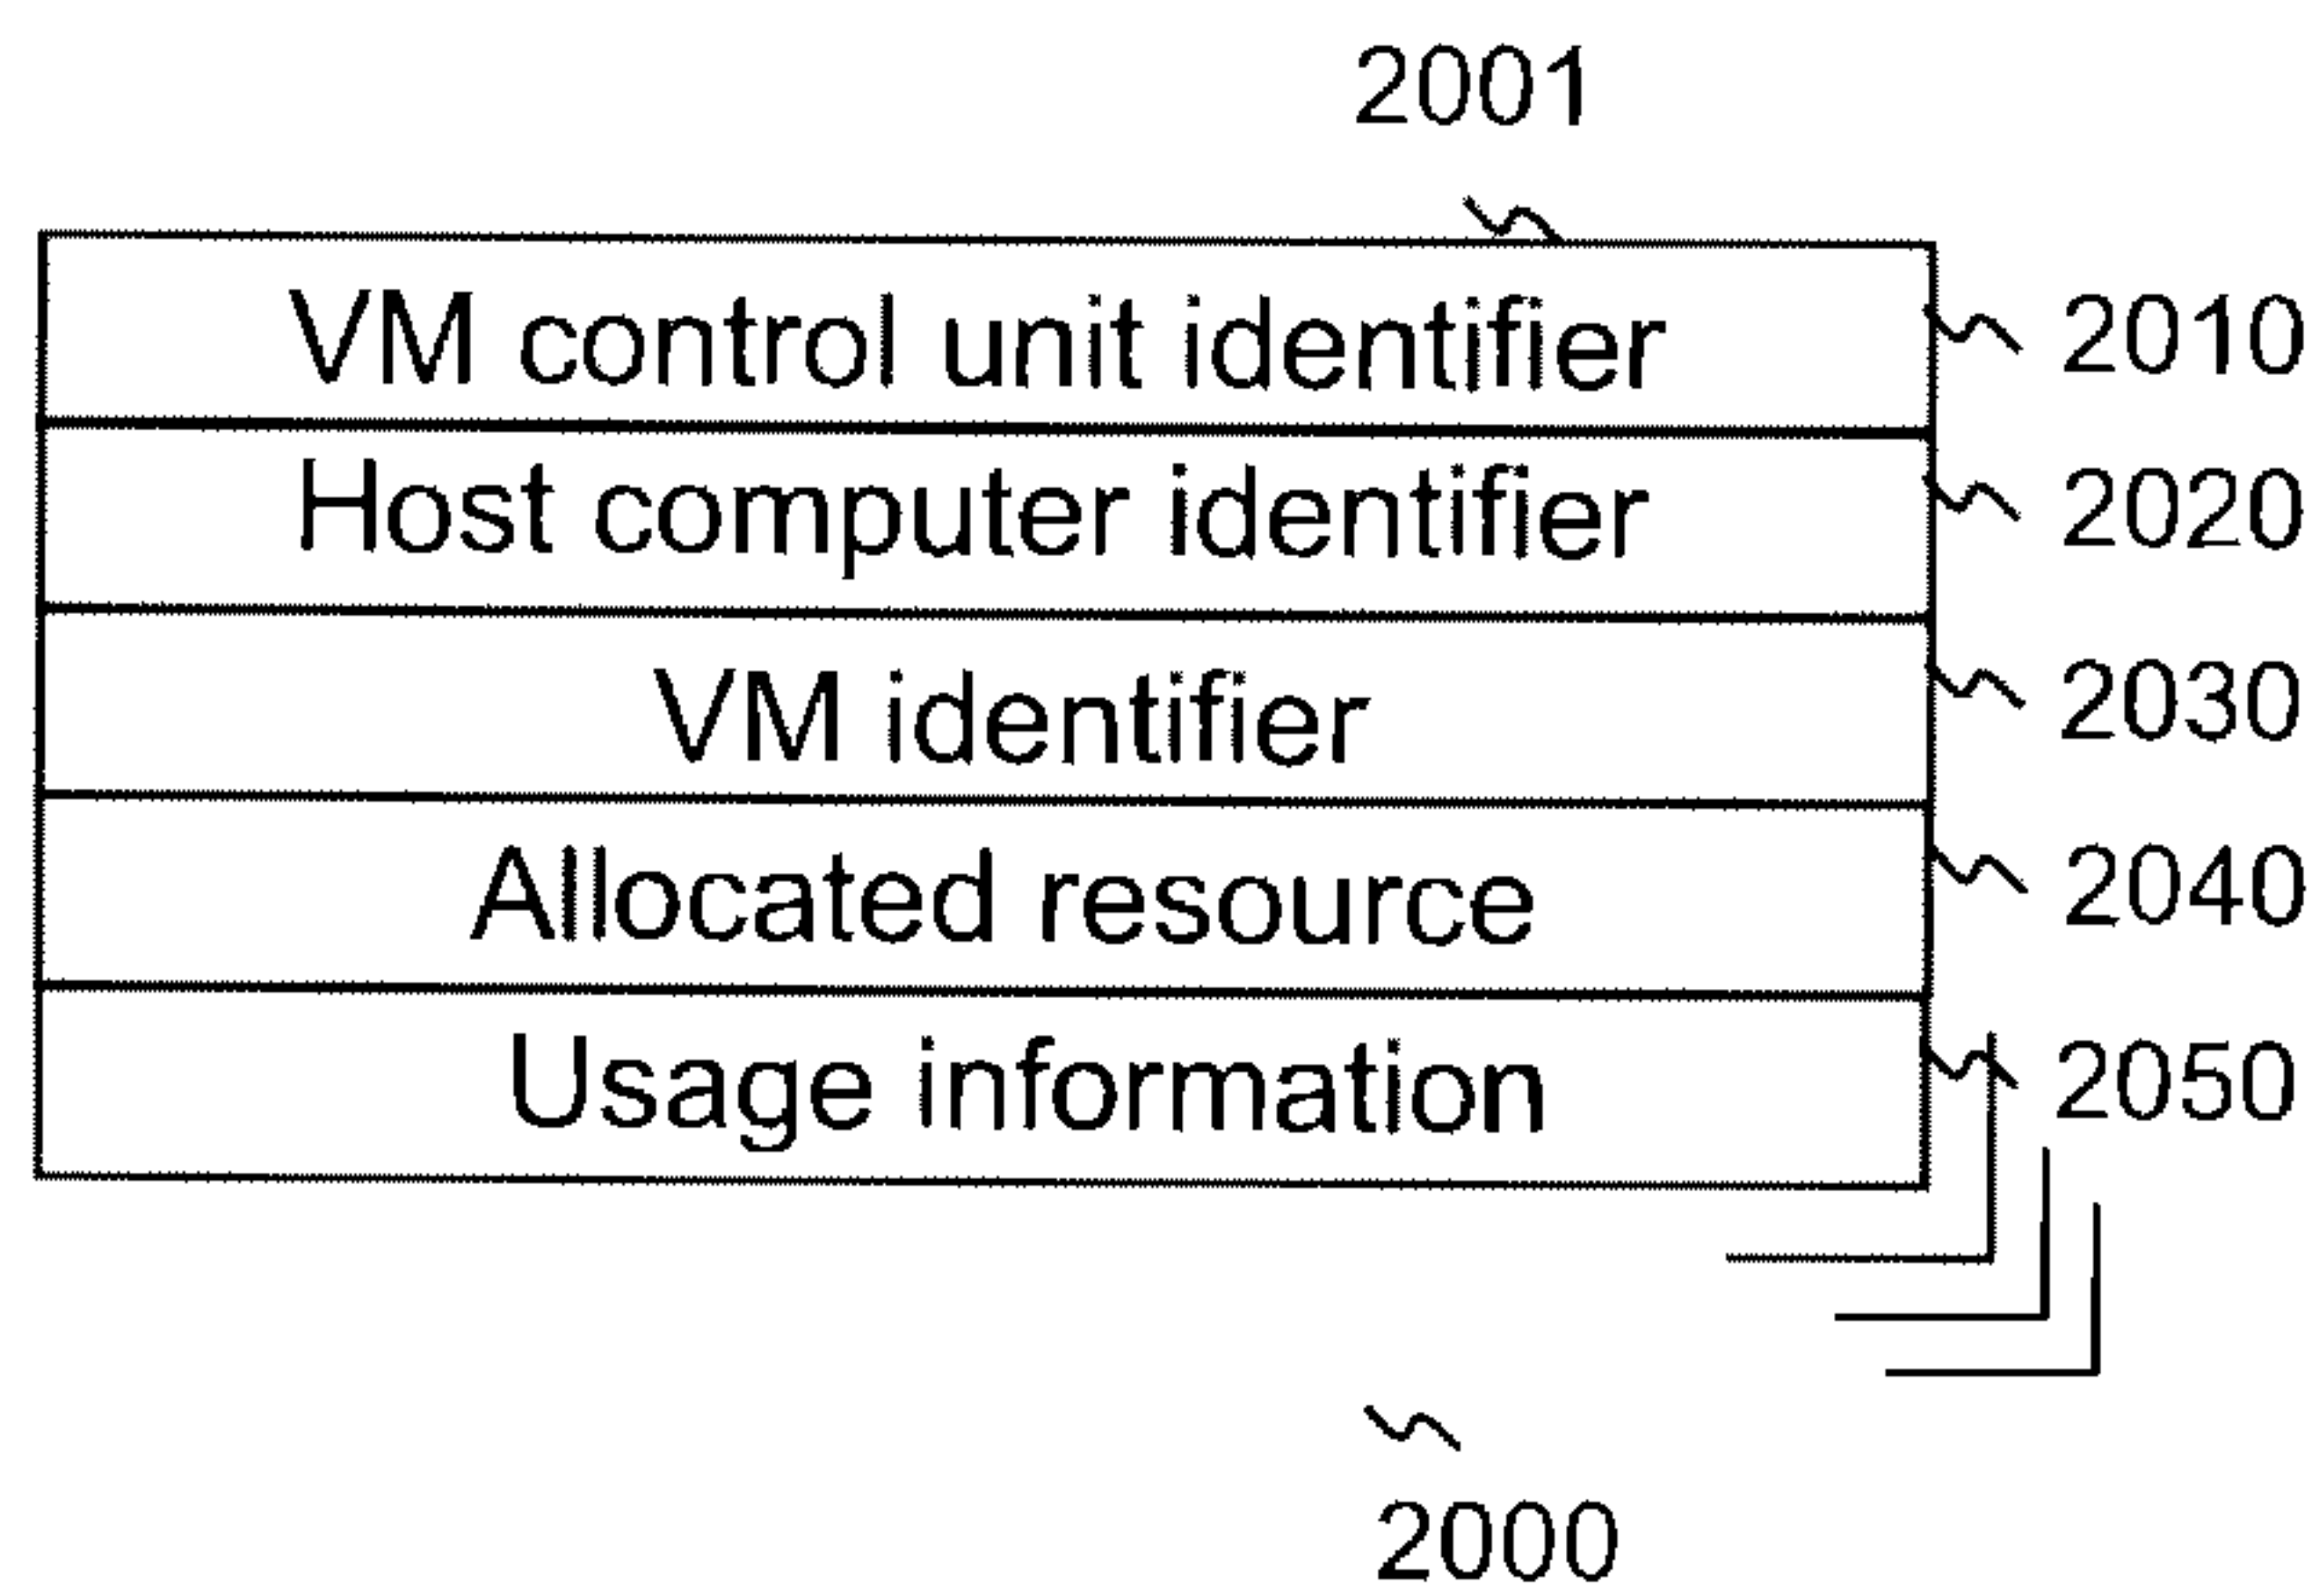 2001
VM control unit identifier 2010
Host computer identifier 2020
VM identifier 2030
Allocated resource 2040
Usage information 2050
2000